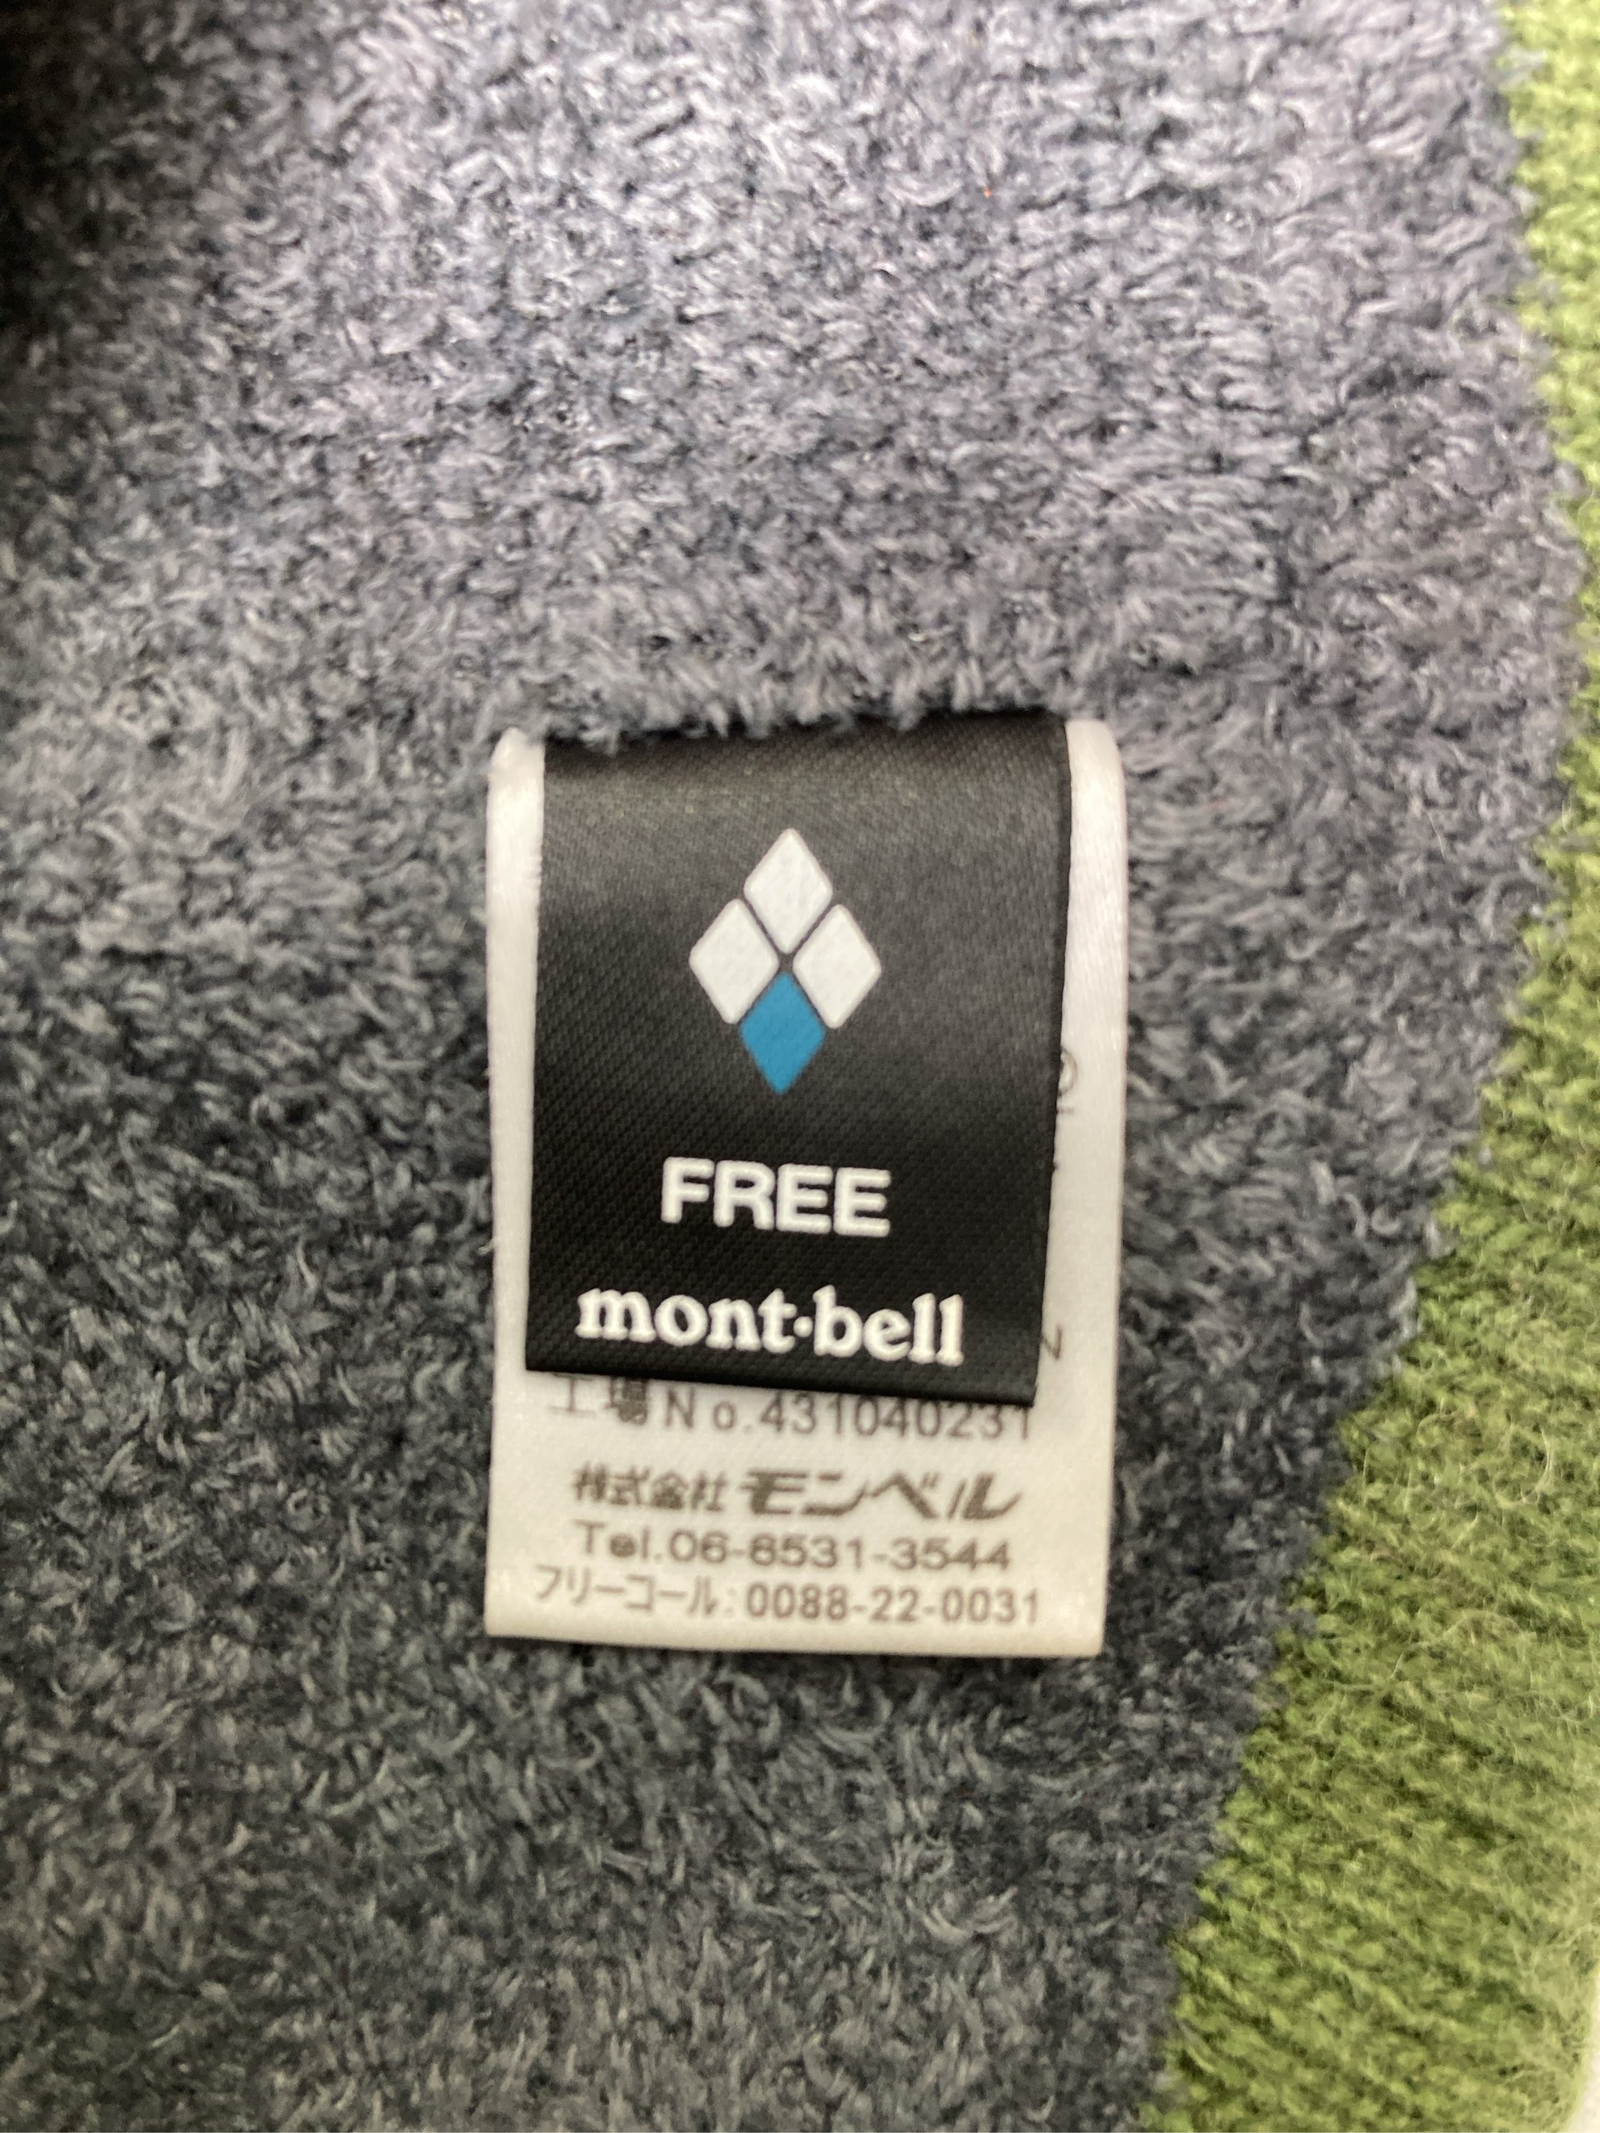 FREE
mont·bell
工場No.431040231
株式会社モンベル
Tel.06-6531-3544
フリーコール:0088-22-0031